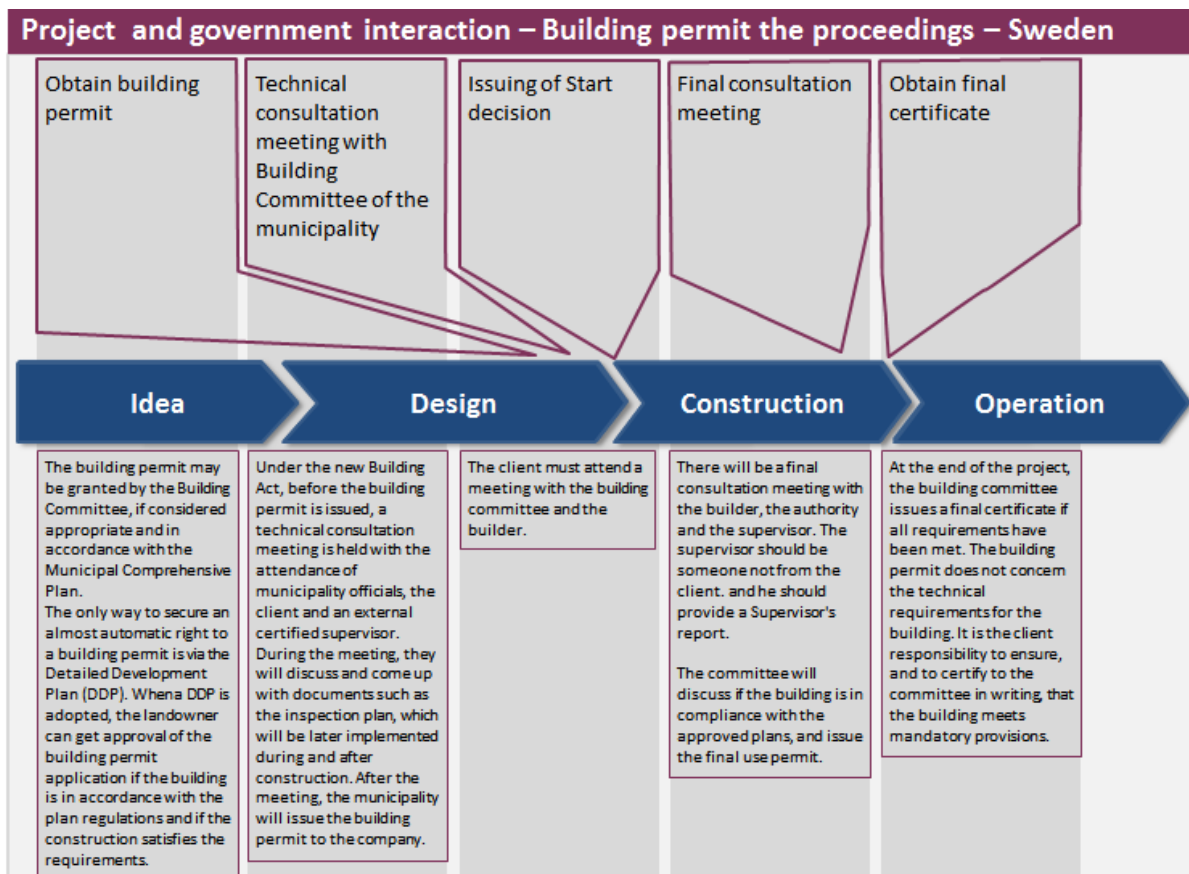 Project and government interaction – Building permit the proceedings – Sweden
Obtain building
permit
Technical
consultation
meeting with
Building
Committee of the
municipality
Issuing of Start
decision
Final consultation
meeting
Obtain final
certificate
Idea
Design
Construction
Operation
The building permit may
be granted by the Building
Committee, if considered
appropriate and in
accordance with the
Municipal Comprehensive
Plan.
The only way to secure an
almost automatic right to
a building permit is via the
Detailed Development
Plan (DDP). Whena DDP is
adopted, the landowner
can get approval of the
building permit
application if the building
is in accordance with the
plan regulations and if the
construction satisfies the
requirements.
Under the new Building
Act, before the building
permit is issued, a
technical consultation
meeting is held with the
attendance of
municipality officials, the
client and an external
certified supervisor.
During the meeting, they
will discuss and come up
with documents such as
the inspection plan, which
will be later implemented
during and after
construction. After the
meeting, the municipality
will issue the building
permit to the company.
The client must attend a
meeting with the building
committee and the
builder.
There will be a final
consultation meeting with
the builder, the authority
and the supervisor. The
supervisor should be
someone not from the
client. and he should
provide a Supervisor's
report.
The committee will
discuss if the building is in
compliance with the
approved plans, and issue
the final use permit.
At the end of the project,
the building committee
issues a final certificate if
all requirements have
been met. The building
permit does not concern
the technical
requirements for the
building. It is the client
responsibility to ensure,
and to certify to the
committee in writing, that
the building meets
mandatory provisions.